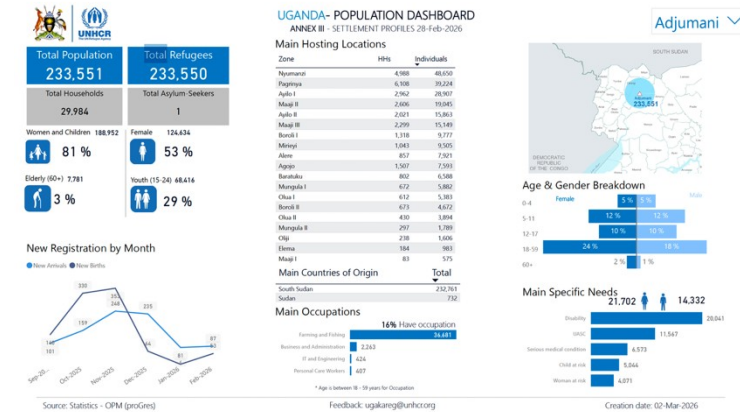 UNHCR
UGANDA- POPULATION DASHBOARD
ANNEX III - SETTLEMENT PROFILES 28-Feb-2026
Adjumani
Total Population
233,551
Total Refugees
233,550
Total Households
29,984
Total Asylum-Seekers
1
Women and Children 188,952
81 %
Female 124,634
53 %
Elderly (60+) 7,781
3 %
Youth (15-24) 68,416
29 %
New Registration by Month
New Arrivals New Births
330
353
248
159
235
101
64
81
87
82
Oct-2025
Nov-2025
Dec-2025
Jan-2026
Feb-2026
Main Hosting Locations
Zone HHs Individuals
Nyumanzi 4,988 48,650
Pagrinya 6,108 39,224
Ayilo I 2,962 28,907
Maaji II 2,606 19,045
Ayilo II 2,021 15,863
Maaji III 2,299 15,149
Boroli I 1,318 9,777
Mirieyi 1,043 9,505
Alere 857 7,921
Agojo 1,507 7,593
Baratuku 802 6,588
Mungula I 672 5,882
Olua I 612 5,383
Boroli II 673 4,672
Olua II 430 3,894
Mungula II 297 1,789
Oliji 238 1,606
Elema 184 983
Maaji I 83 575
Main Countries of Origin Total
South Sudan 232,761
Sudan 732
Main Occupations
16% Have occupation
Farming and Fishing 36,681
Business and Administration 2,263
IT and Engineering 424
Personal Care Workers 407
* Age is between 18 - 59 years for Occupation
SOUTH SUDAN
233,551
DEMOCRATIC
REPUBLIC
OF THE CONGO
Age & Gender Breakdown
Female Male
0-4 5 % 5 %
5-11 12 % 12 %
12-17 10 % 10 %
18-59 24 % 18 %
60+ 2 % 1 %
Main Specific Needs
21,702 14,332
Disability 20,041
UASC 11,567
Serious medical condition 6,573
Child at risk 5,044
Woman at risk 4,071
Source: Statistics - OPM (proGres)
Feedback: ugakareg@unhcr.org
Creation date: 02-Mar-2026